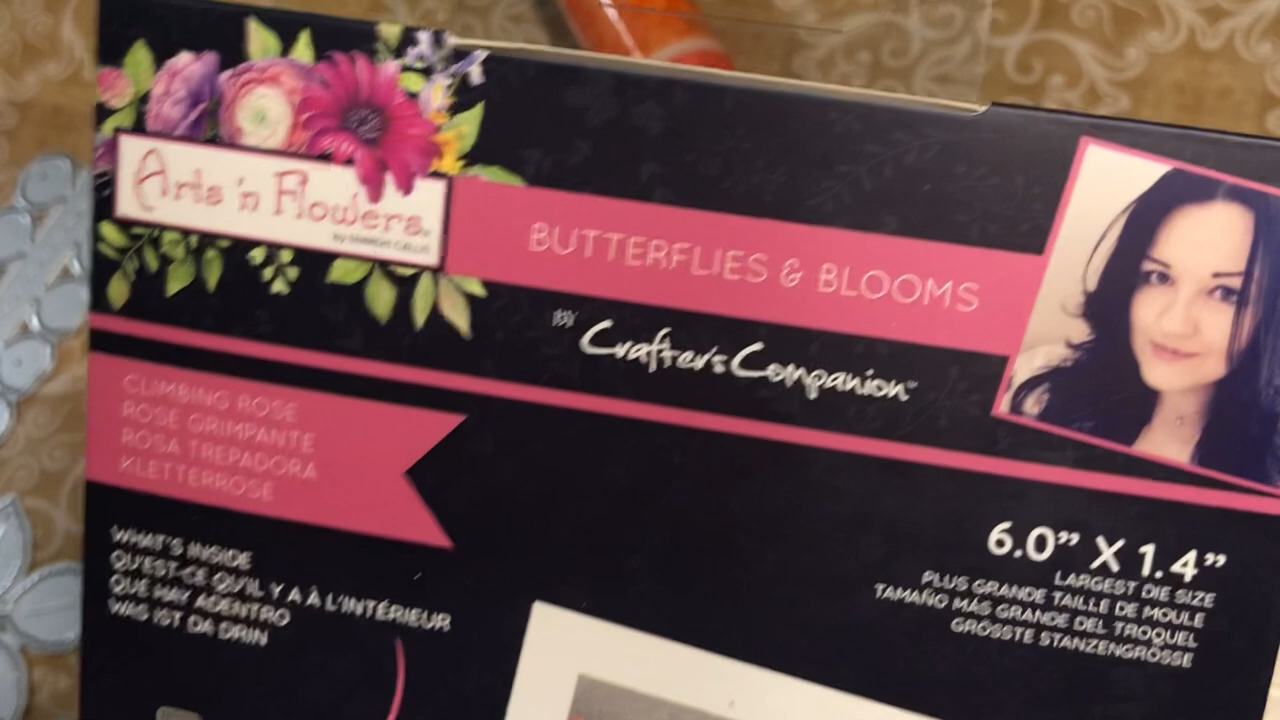 Arts 'n Flowers
by SHARON CALLIS
BUTTERFLIES & BLOOMS
BY Crafter's Companion
CLIMBING ROSE
ROSE GRIMPANTE
ROSA TREPADORA
KLETTERROSE
WHAT'S INSIDE
QU'EST-CE QU'IL Y A À L'INTÉRIEUR
QUE HAY ADENTRO
WAS IST DA DRIN
6.0” X 1.4”
LARGEST DIE SIZE
PLUS GRANDE TAILLE DE MOULE
TAMAÑO MÁS GRANDE DEL TROQUEL
GRÖSSTE STANZENGRÖSSE